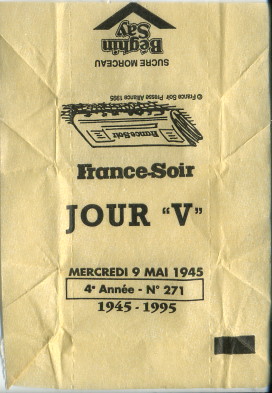 SUCRE MORCEAU
Béghin
Say
© France Soir Presse Alliance 1995
France-Soir
France-Soir
JOUR "V"
MERCREDI 9 MAI 1945
4e Année - N° 271
1945 - 1995